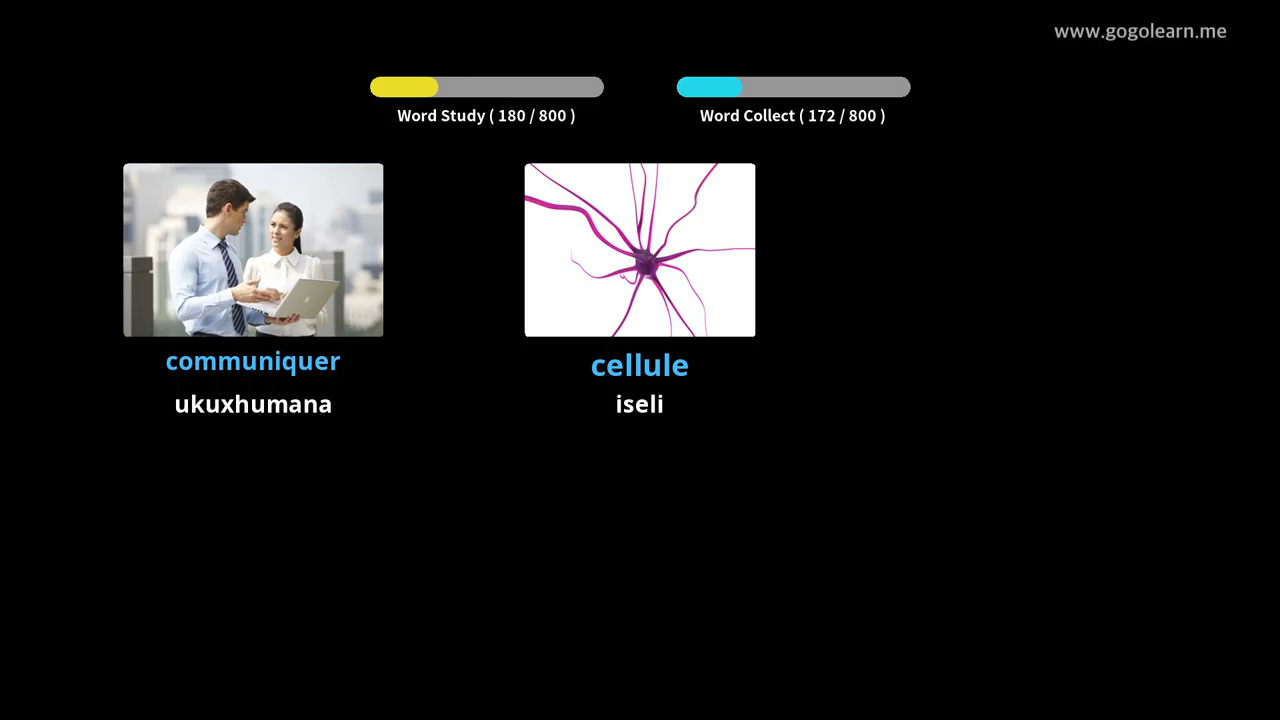 www.gogolearn.me
Word Study ( 180 / 800 )
Word Collect ( 172 / 800 )
communiquer
ukuxhumana
cellule
iseli